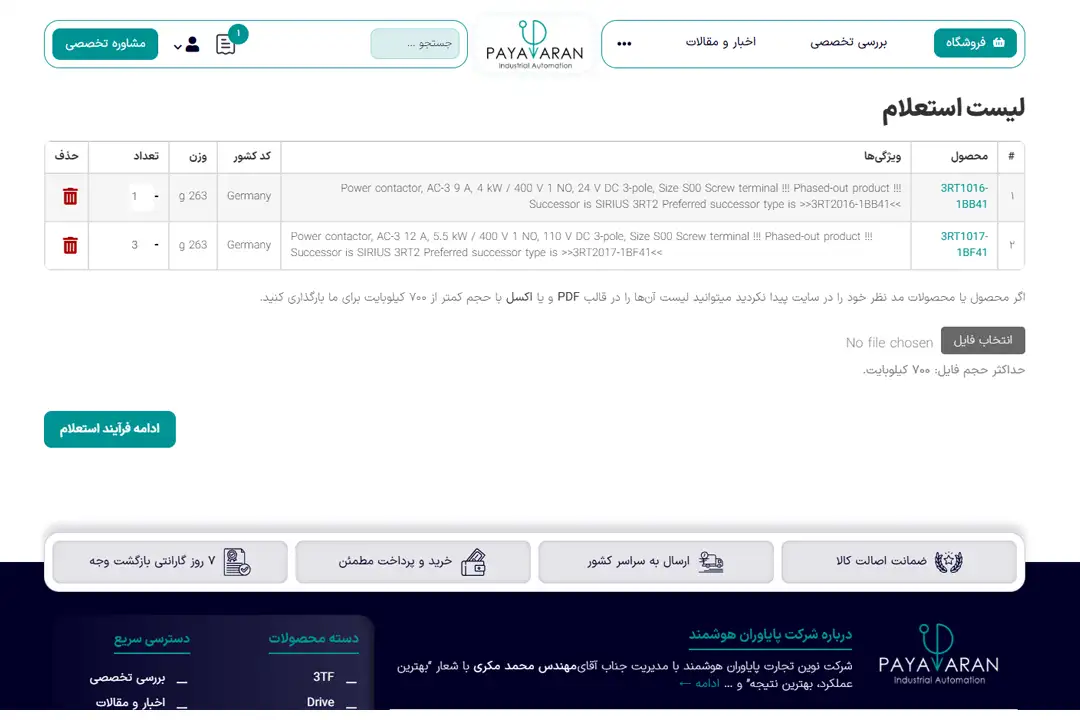 فروشگاه
بررسی تخصصی
اخبار و مقالات
•••
PAYAVARAN
Industrial Automation
جستجو ...
۱
مشاوره تخصصی
لیست استعلام
# محصول ویژگی‌ها کد کشور وزن تعداد حذف
۱
3RT1016-
1BB41
Power contactor, AC-3 9 A, 4 kW / 400 V 1 NO, 24 V DC 3-pole, Size S00 Screw terminal !!! Phased-out product !!!
Successor is SIRIUS 3RT2 Preferred successor type is >>3RT2016-1BB41<<
Germany
263 g
- 1
۲
3RT1017-
1BF41
Power contactor, AC-3 12 A, 5.5 kW / 400 V 1 NO, 110 V DC 3-pole, Size S00 Screw terminal !!! Phased-out product !!!
Successor is SIRIUS 3RT2 Preferred successor type is >>3RT2017-1BF41<<
Germany
263 g
- 3
اگر محصول یا محصولات مد نظر خود را در سایت پیدا نکردید میتوانید لیست آن‌ها را در قالب PDF و یا اکسل با حجم کمتر از ۷۰۰ کیلوبایت برای ما بارگذاری کنید.
انتخاب فایل No file chosen
حداکثر حجم فایل: ۷۰۰ کیلوبایت.
ادامه فرآیند استعلام
ضمانت اصالت کالا
ارسال به سراسر کشور
خرید و پرداخت مطمئن
۷ روز گارانتی بازگشت وجه
PAYAVARAN
Industrial Automation
درباره شرکت پایاوران هوشمند
شرکت نوین تجارت پایاوران هوشمند با مدیریت جناب آقای‌مهندس محمد مکری با شعار “بهترین
عملکرد، بهترین نتیجه” و ... ادامه ←
دسته محصولات
3TF
Drive
دسترسی سریع
بررسی تخصصی
اخبار و مقالات